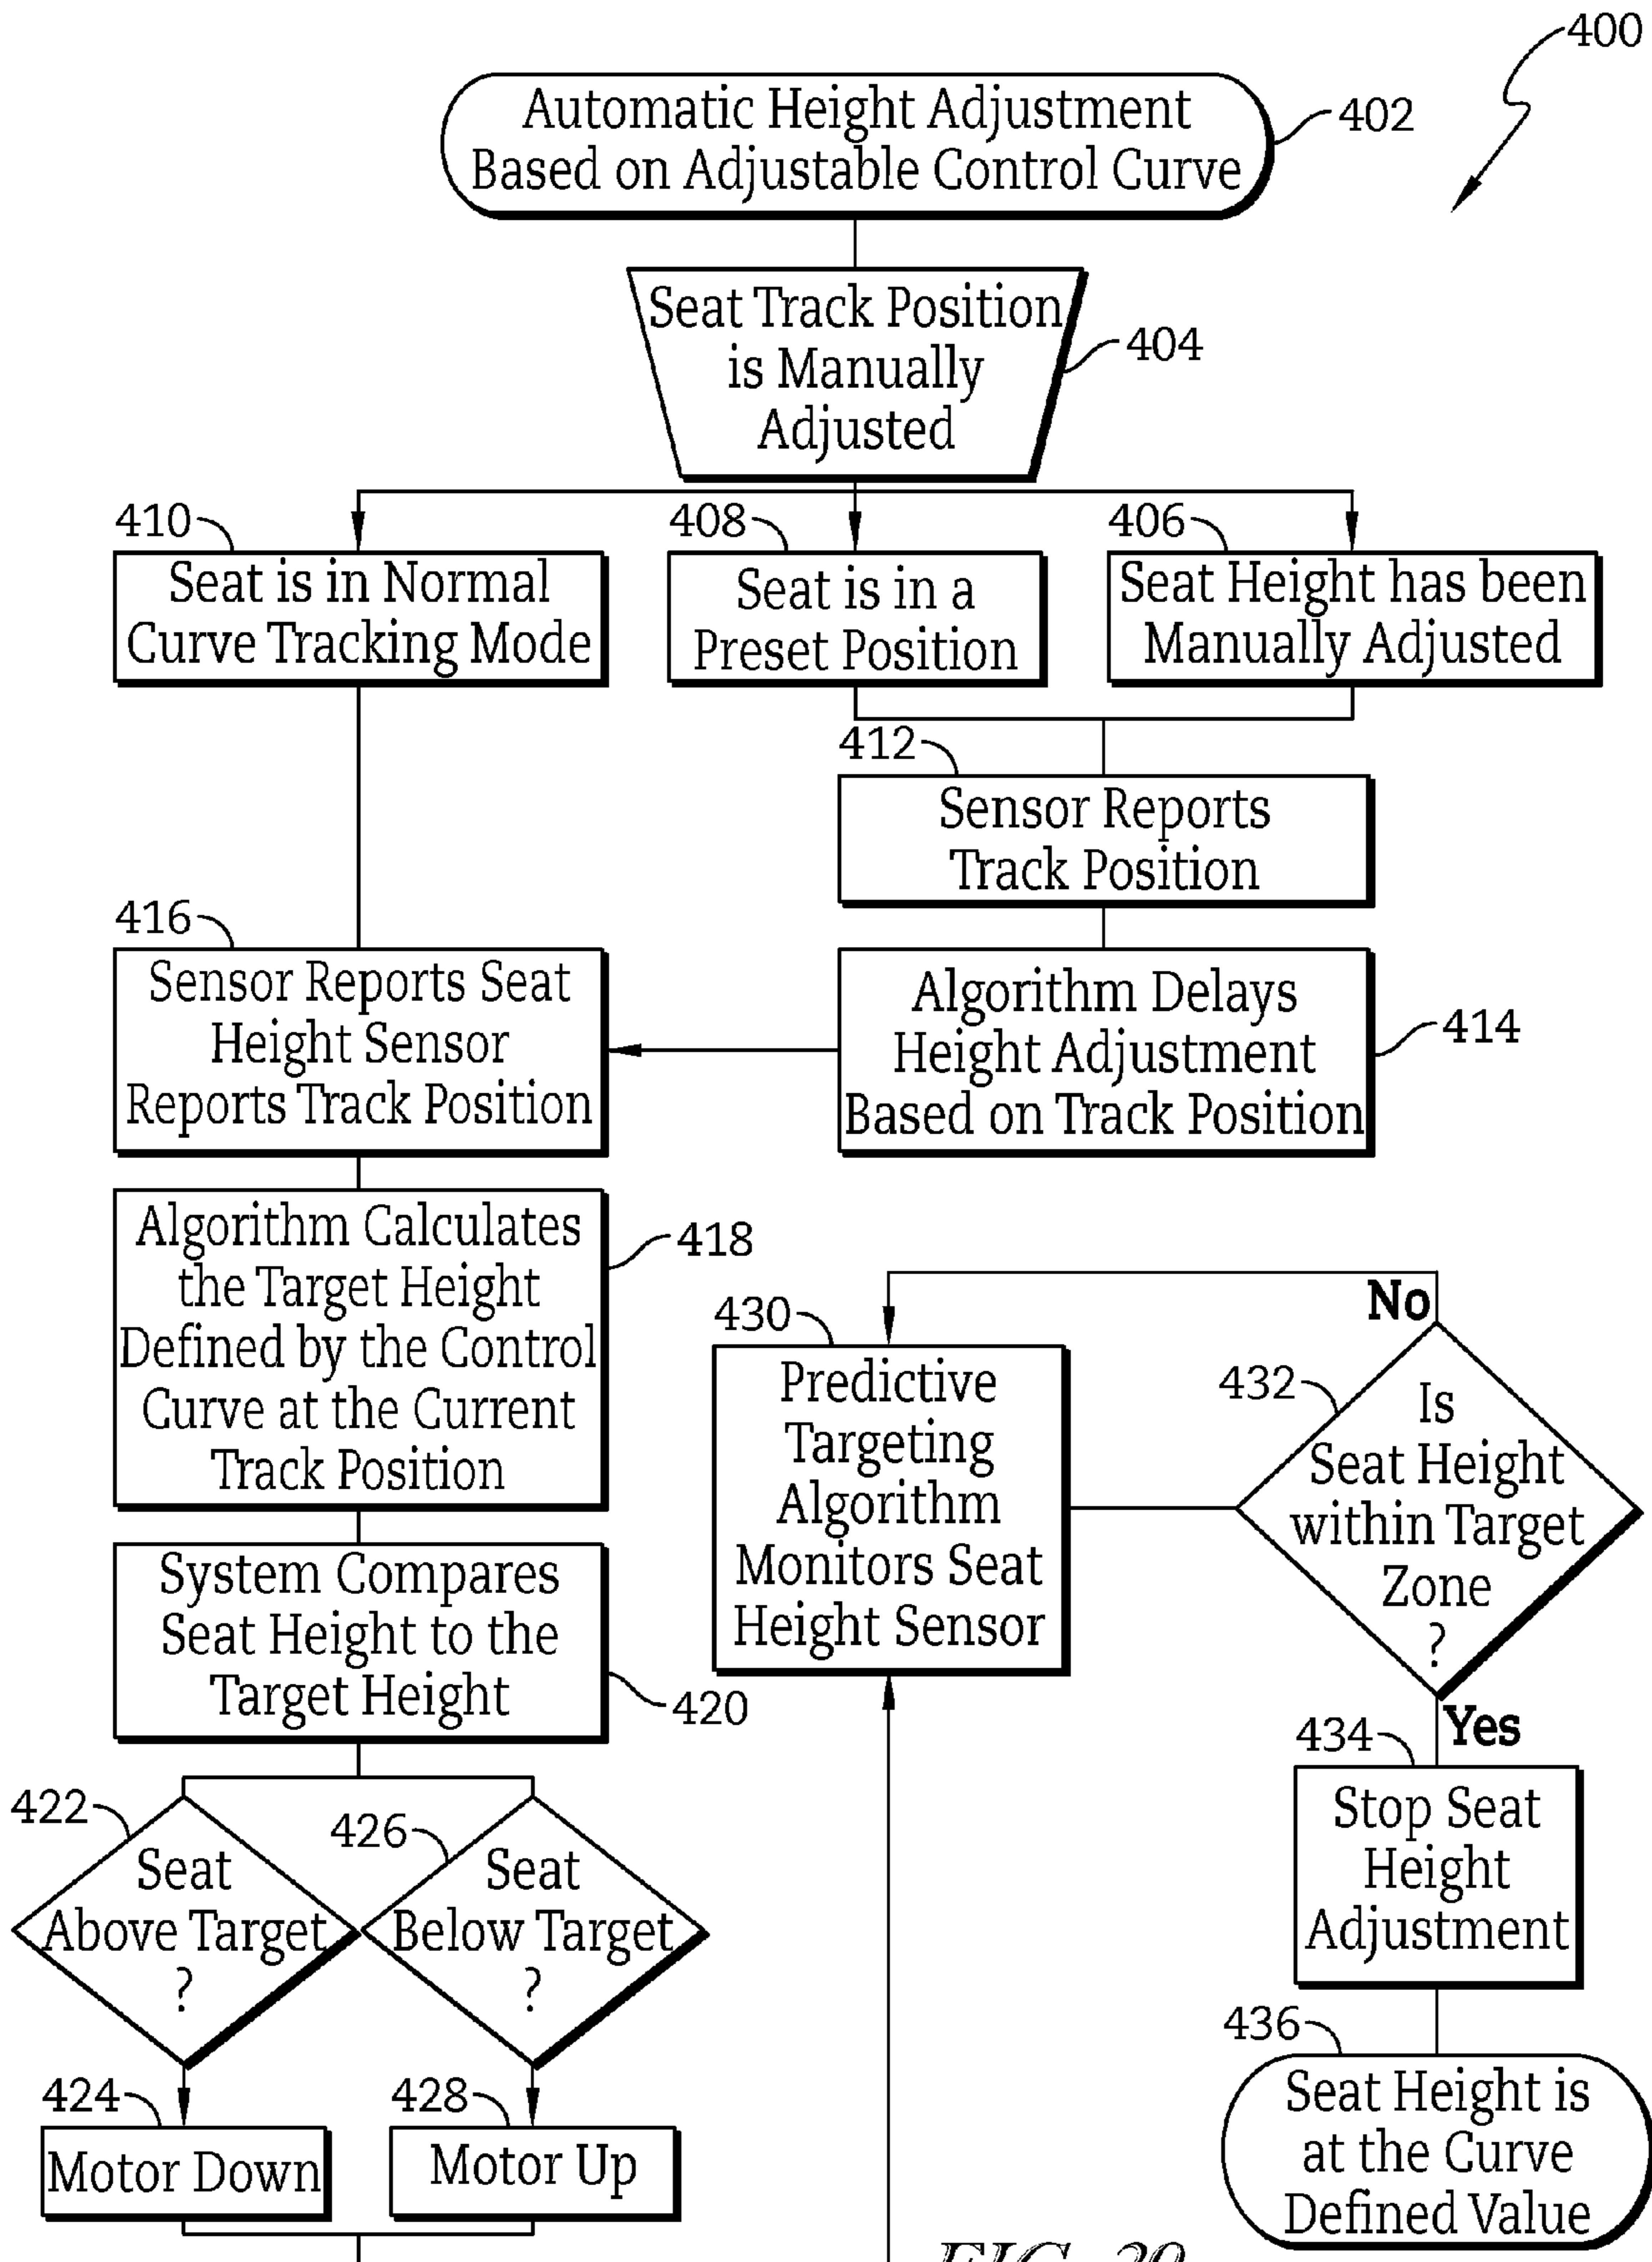 400
Automatic Height Adjustment
Based on Adjustable Control Curve
402
Seat Track Position
is Manually
Adjusted
404
410
Seat is in Normal
Curve Tracking Mode
408
Seat is in a
Preset Position
406
Seat Height has been
Manually Adjusted
412
Sensor Reports
Track Position
416
Sensor Reports Seat
Height Sensor
Reports Track Position
Algorithm Delays
Height Adjustment
Based on Track Position
414
Algorithm Calculates
the Target Height
Defined by the Control
Curve at the Current
Track Position
418
430
Predictive
Targeting
Algorithm
Monitors Seat
Height Sensor
No
432
Is
Seat Height
within Target
Zone
?
Yes
System Compares
Seat Height to the
Target Height
420
434
Stop Seat
Height
Adjustment
422
Seat
Above Target
?
426
Seat
Below Target
?
424
Motor Down
428
Motor Up
436
Seat Height is
at the Curve
Defined Value